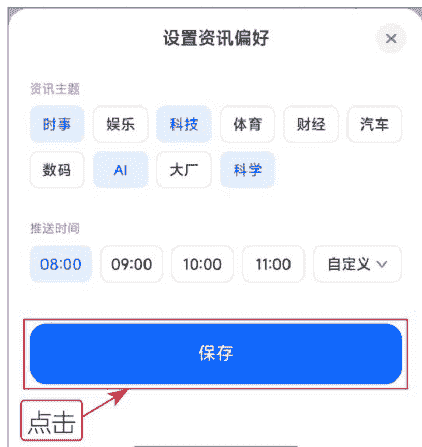 设置资讯偏好
资讯主题
时事 娱乐 科技 体育 财经 汽车
数码 AI 大厂 科学
推送时间
08:00 09:00 10:00 11:00 自定义
保存
点击